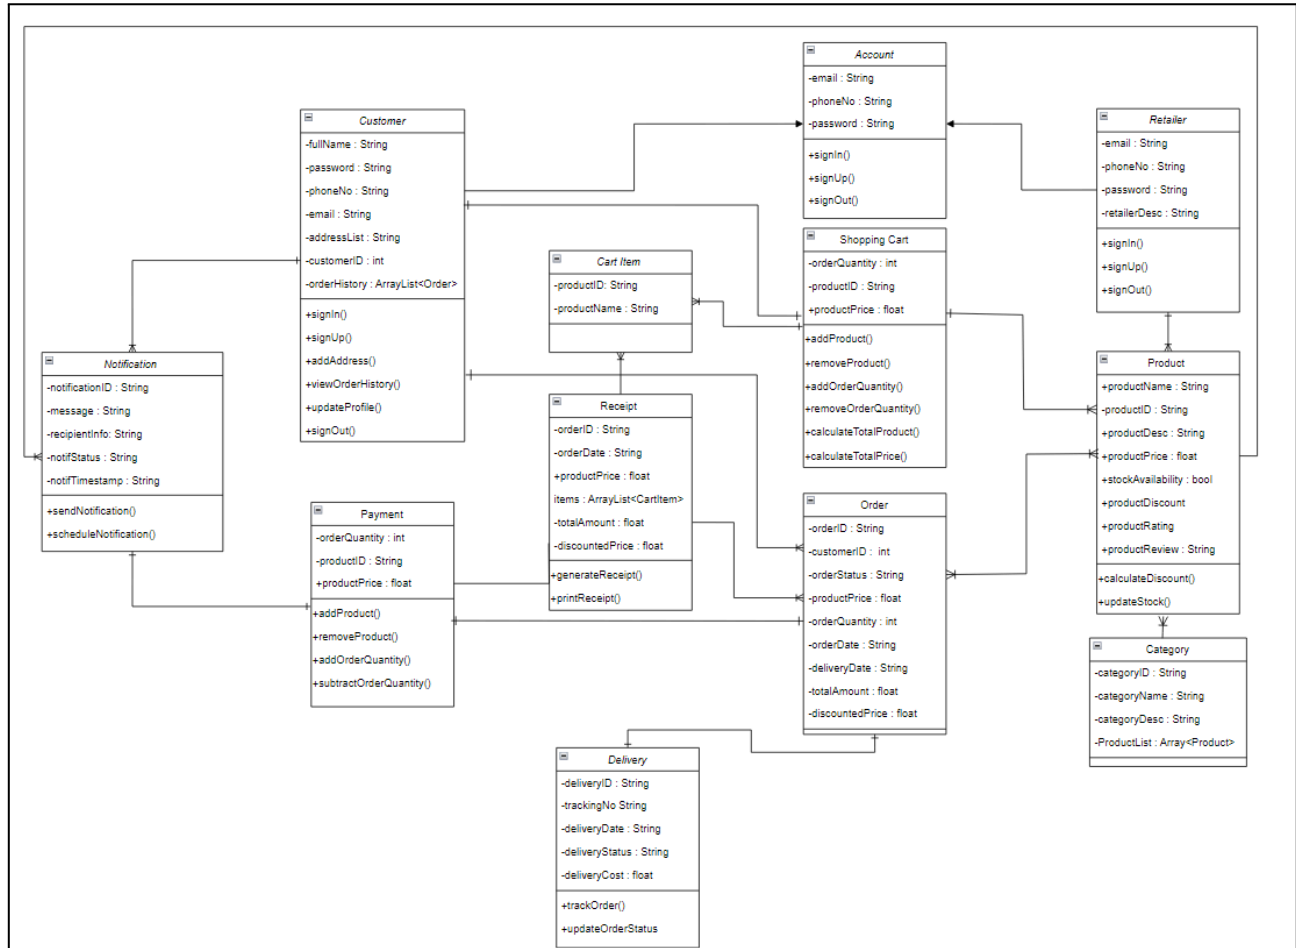 Account
-email : String
-phoneNo : String
-password : String
+signIn()
+signUp()
+signOut()
Customer
-fullName : String
-password : String
-phoneNo : String
-email : String
-addressList : String
-customerID : int
-orderHistory : ArrayList<Order>
+signIn()
+signUp()
+addAddress()
+viewOrderHistory()
+updateProfile()
+signOut()
Retailer
-email : String
-phoneNo : String
-password : String
-retailerDesc : String
+signIn()
+signUp()
+signOut()
Shopping Cart
-orderQuantity : int
-productID : String
+productPrice : float
+addProduct()
+removeProduct()
+addOrderQuantity()
+removeOrderQuantity()
+calculateTotalProduct()
+calculateTotalPrice()
Cart Item
-productID: String
-productName : String
Notification
-notificationID : String
-message : String
-recipientInfo: String
-notifStatus : String
-notifTimestamp : String
+sendNotification()
+scheduleNotification()
Product
+productName : String
-productID : String
+productDesc : String
+productPrice : float
+stockAvailability : bool
+productDiscount
+productRating
+productReview : String
+calculateDiscount()
+updateStock()
Receipt
-orderID : String
-orderDate : String
+productPrice : float
items : ArrayList<CartItem>
-totalAmount : float
-discountedPrice : float
+generateReceipt()
+printReceipt()
Payment
-orderQuantity : int
-productID : String
+productPrice : float
+addProduct()
+removeProduct()
+addOrderQuantity()
+subtractOrderQuantity()
Order
-orderID : String
-customerID : int
-orderStatus : String
-productPrice : float
-orderQuantity : int
-orderDate : String
-deliveryDate : String
-totalAmount : float
-discountedPrice : float
Category
-categoryID : String
-categoryName : String
-categoryDesc : String
-ProductList : Array<Product>
Delivery
-deliveryID : String
-trackingNo String
-deliveryDate : String
-deliveryStatus : String
-deliveryCost : float
+trackOrder()
+updateOrderStatus